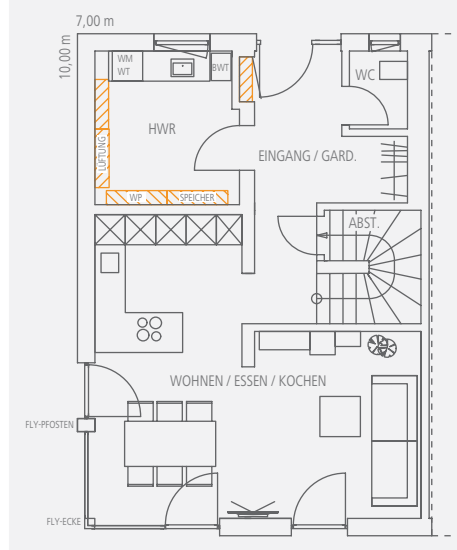 7,00 m
10,00 m
WM
WT
BWT
WC
HWR
EINGANG / GARD.
LÜFTUNG
WP
SPEICHER
ABST.
WOHNEN / ESSEN / KOCHEN
FLY-PFOSTEN
FLY-ECKE